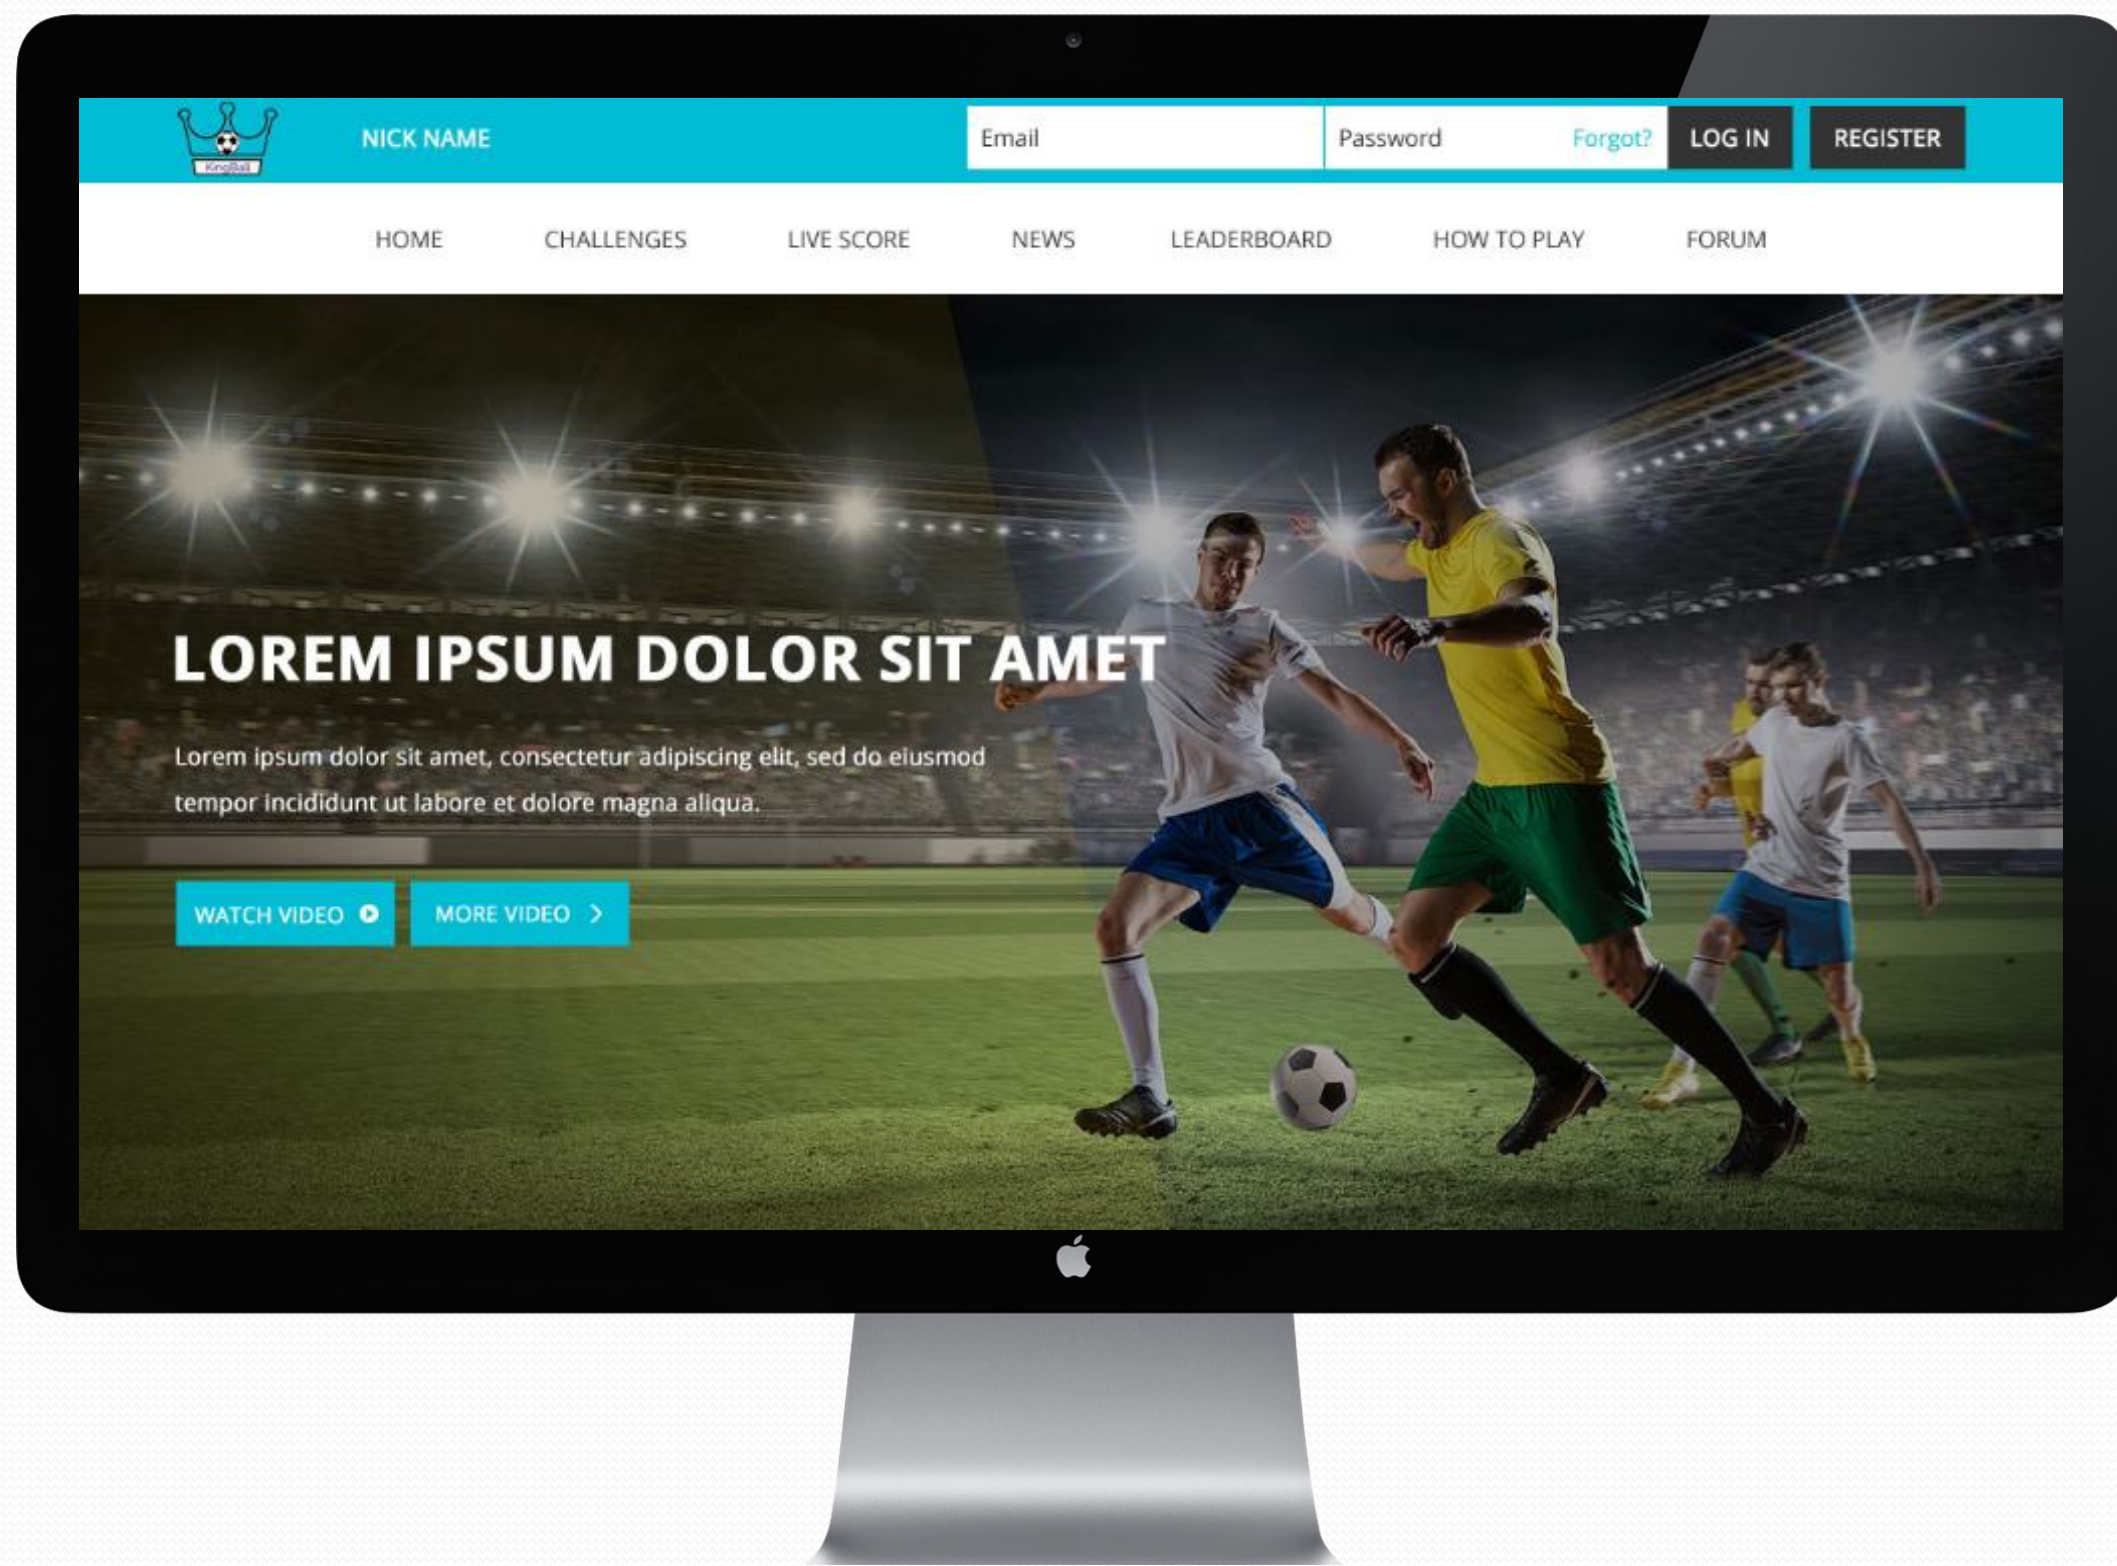 KingBall
NICK NAME
Email
Password
Forgot?
LOG IN
REGISTER
HOME
CHALLENGES
LIVE SCORE
NEWS
LEADERBOARD
HOW TO PLAY
FORUM
LOREM IPSUM DOLOR SIT AMET
Lorem ipsum dolor sit amet, consectetur adipiscing elit, sed do eiusmod
tempor incididunt ut labore et dolore magna aliqua.
WATCH VIDEO
MORE VIDEO